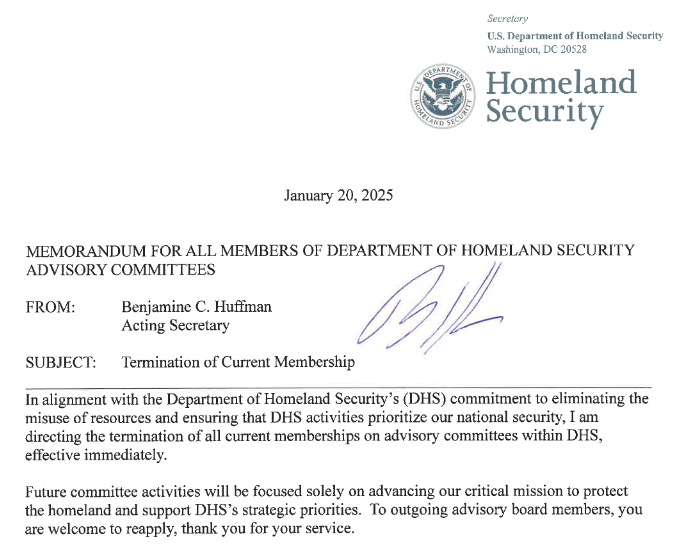 Secretary
U.S. Department of Homeland Security
Washington, DC 20528
U.S. DEPARTMENT OF
HOMELAND SECURITY
Homeland
Security
January 20, 2025
MEMORANDUM FOR ALL MEMBERS OF DEPARTMENT OF HOMELAND SECURITY
ADVISORY COMMITTEES
FROM: Benjamine C. Huffman
Acting Secretary
SUBJECT: Termination of Current Membership
In alignment with the Department of Homeland Security's (DHS) commitment to eliminating the
misuse of resources and ensuring that DHS activities prioritize our national security, I am
directing the termination of all current memberships on advisory committees within DHS,
effective immediately.
Future committee activities will be focused solely on advancing our critical mission to protect
the homeland and support DHS's strategic priorities.  To outgoing advisory board members, you
are welcome to reapply, thank you for your service.